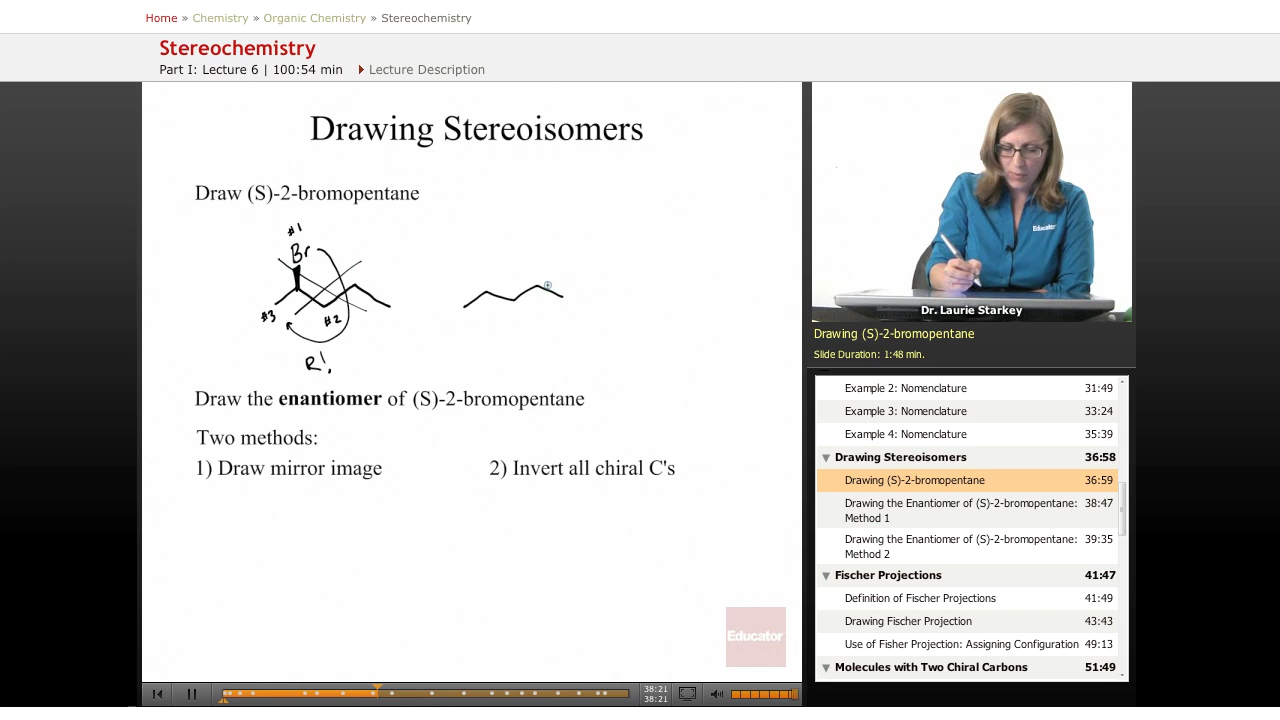 Home » Chemistry » Organic Chemistry » Stereochemistry
Stereochemistry
Part I: Lecture 6 | 100:54 min Lecture Description
Drawing Stereoisomers
Draw (S)-2-bromopentane
#1
Br
#3
#2
R!
Draw the enantiomer of (S)-2-bromopentane
Two methods:
1) Draw mirror image 2) Invert all chiral C's
Educator
Educator
Dr. Laurie Starkey
Drawing (S)-2-bromopentane
Slide Duration: 1:48 min.
Example 2: Nomenclature 31:49
Example 3: Nomenclature 33:24
Example 4: Nomenclature 35:39
Drawing Stereoisomers 36:58
Drawing (S)-2-bromopentane 36:59
Drawing the Enantiomer of (S)-2-bromopentane: 38:47
Method 1
Drawing the Enantiomer of (S)-2-bromopentane: 39:35
Method 2
Fischer Projections 41:47
Definition of Fischer Projections 41:49
Drawing Fischer Projection 43:43
Use of Fisher Projection: Assigning Configuration 49:13
Molecules with Two Chiral Carbons 51:49
38:21
38:21